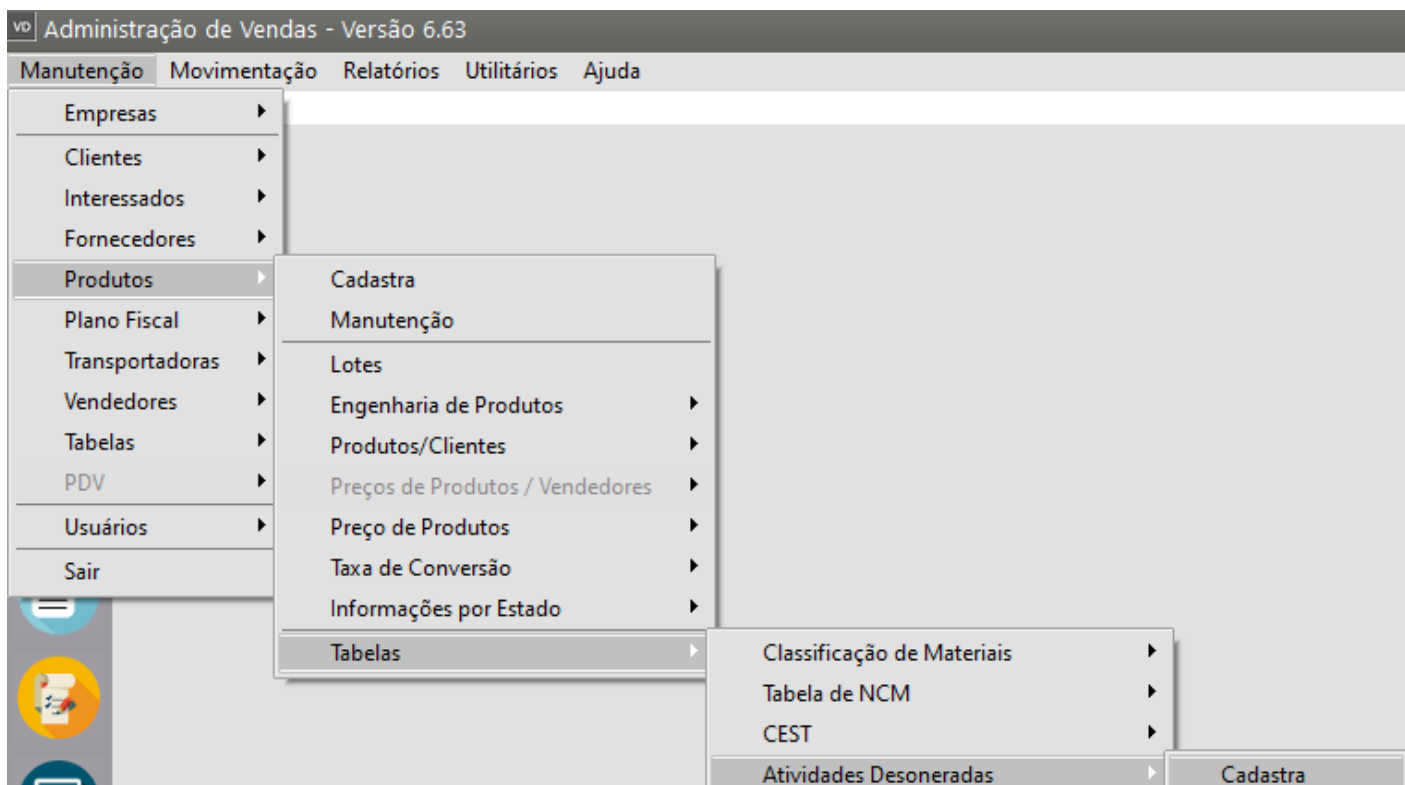 VD Administração de Vendas - Versão 6.63
Manutenção Movimentação Relatórios Utilitários Ajuda
Empresas
Clientes
Interessados
Fornecedores
Produtos
Plano Fiscal
Transportadoras
Vendedores
Tabelas
PDV
Usuários
Sair
Cadastra
Manutenção
Lotes
Engenharia de Produtos
Produtos/Clientes
Preços de Produtos / Vendedores
Preço de Produtos
Taxa de Conversão
Informações por Estado
Tabelas
Classificação de Materiais
Tabela de NCM
CEST
Atividades Desoneradas
Cadastra